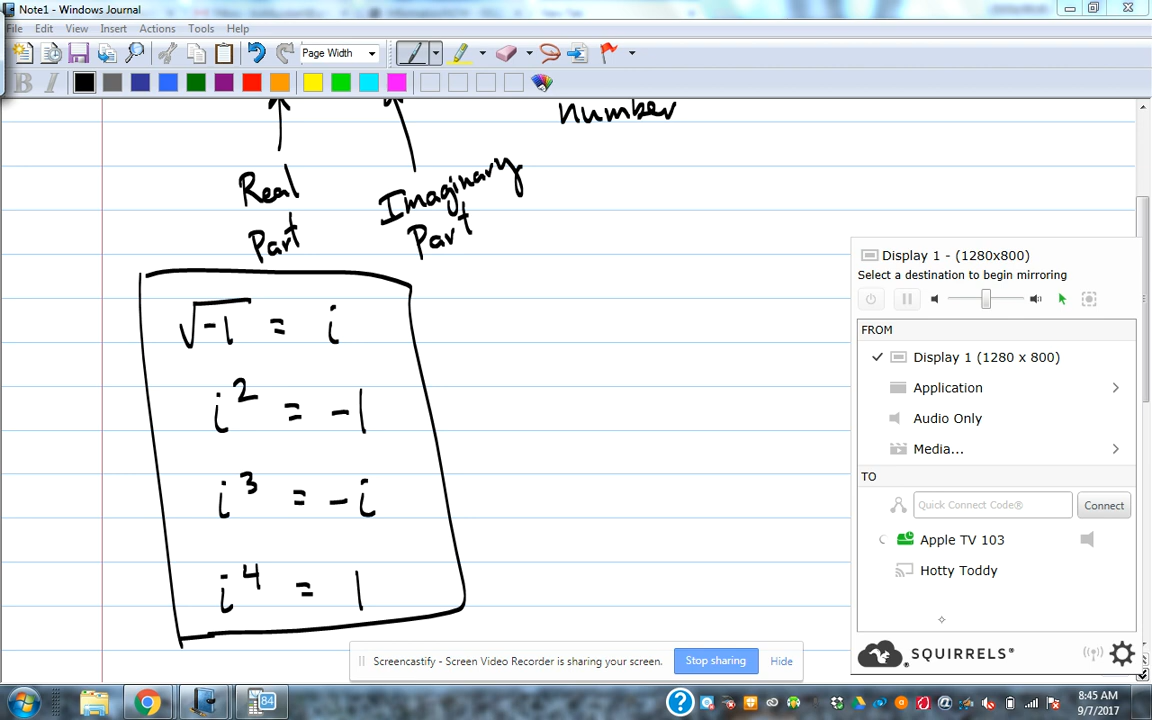 Note1 - Windows Journal
File Edit View Insert Actions Tools Help
Page Width
B I
Number
Real
Part
Imaginary
Part
√-1 = i
i² = -1
i³ = -i
i⁴ = 1
Display 1 - (1280x800)
Select a destination to begin mirroring
FROM
Display 1 (1280 x 800)
Application
Audio Only
Media...
TO
Quick Connect Code®
Connect
Apple TV 103
Hotty Toddy
SQUIRRELS®
Screencastify - Screen Video Recorder is sharing your screen.
Stop sharing
Hide
84
8:45 AM
9/7/2017